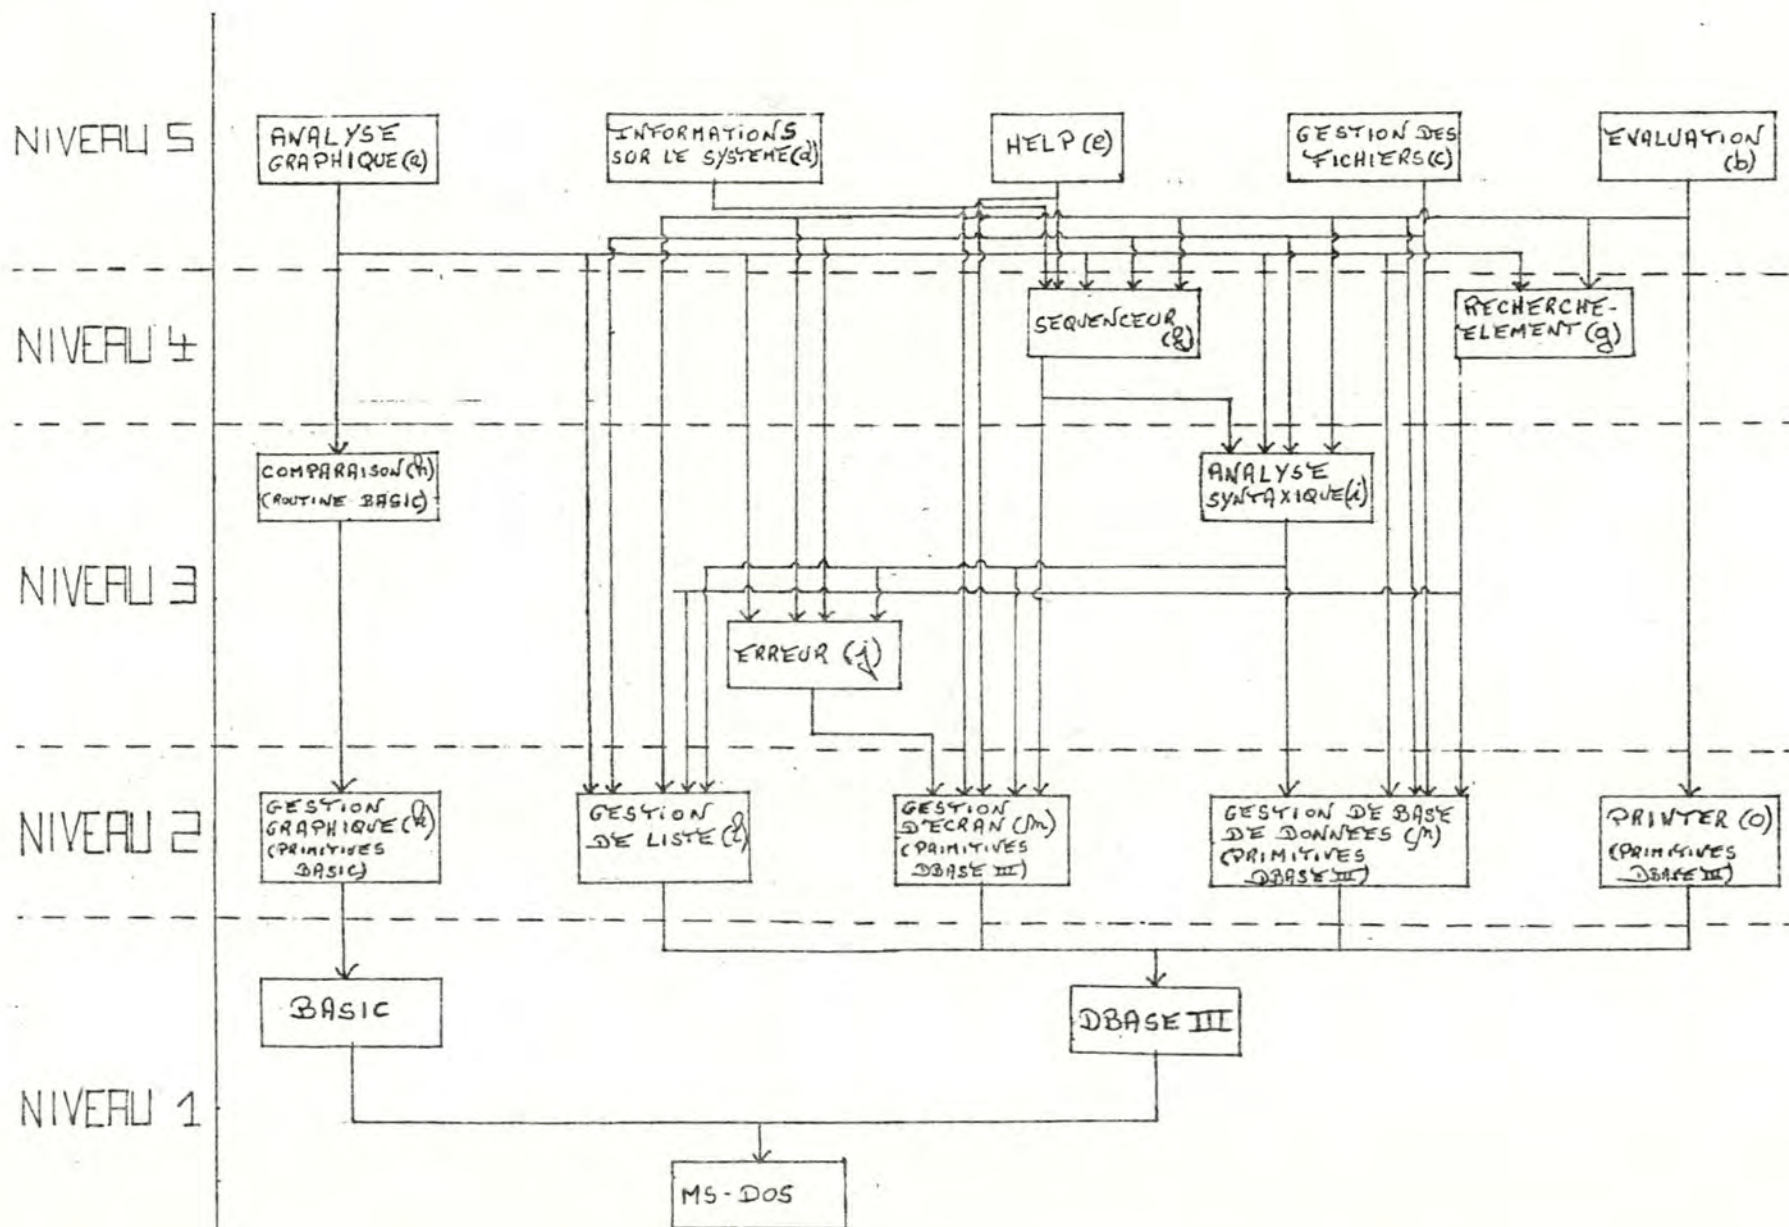 NIVEAU 5
ANALYSE
GRAPHIQUE (a)
INFORMATIONS
SUR LE SYSTEME (d)
HELP (e)
GESTION DES
FICHIERS (c)
EVALUATION
(b)
NIVEAU 4
SEQUENCEUR
RECHERCHE-
ELEMENT (g)
NIVEAU 3
COMPARAISON (h)
(ROUTINE BASIC)
ANALYSE
SYNTAXIQUE (i)
ERREUR (j)
NIVEAU 2
GESTION
GRAPHIQUE (k)
(PRIMITIVES
BASIC)
GESTION
DE LISTE (l)
GESTION
D'ECRAN (m)
(PRIMITIVES
DBASE III)
GESTION DE BASE
DE DONNEES (n)
(PRIMITIVES
DBASE III)
PRINTER (o)
(PRIMITIVES
DBASE III)
NIVEAU 1
BASIC
DBASE III
MS-DOS